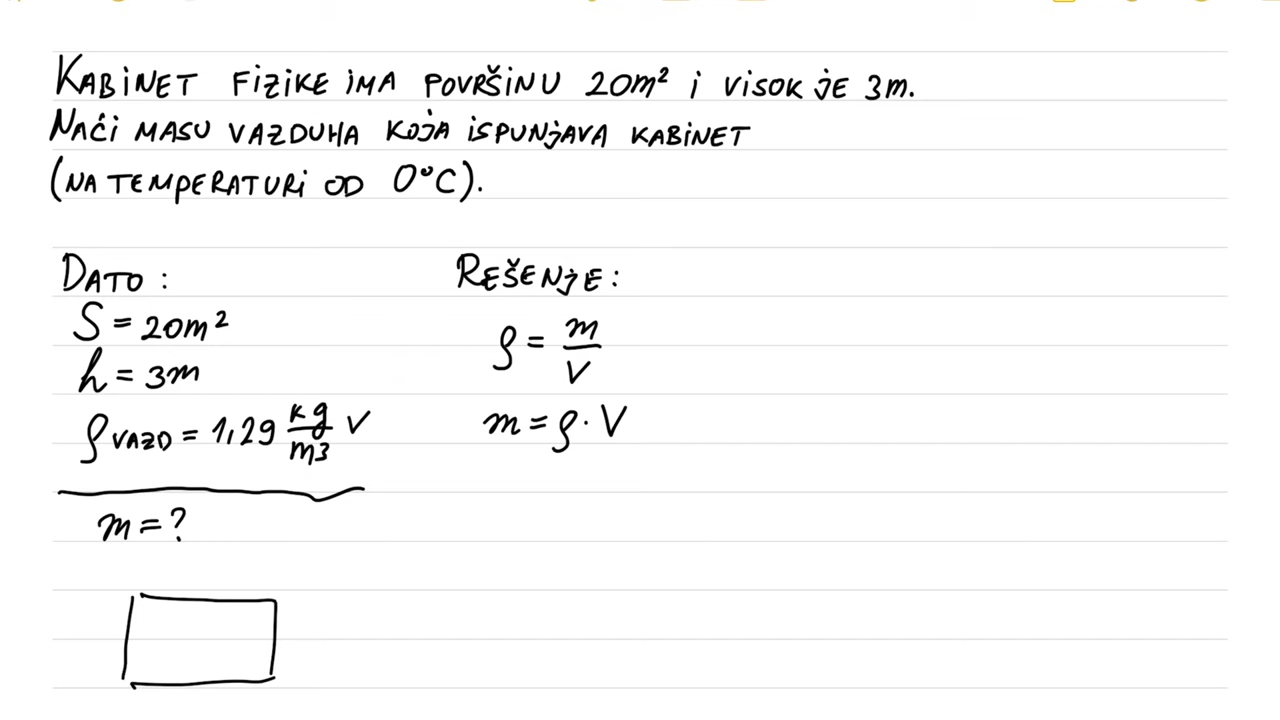 KABINET FIZIKE IMA POVRŠINU 20m² i VISOK JE 3m.
NAĆI MASU VAZDUHA KOJA ISPUNJAVA KABINET
(NA TEMPERATURI OD 0°C).
DATO:
S = 20m²
h = 3m
ρ VAZD = 1,29 kg/m3 V
m = ?
REŠENJE:
ρ = m/V
m = ρ · V